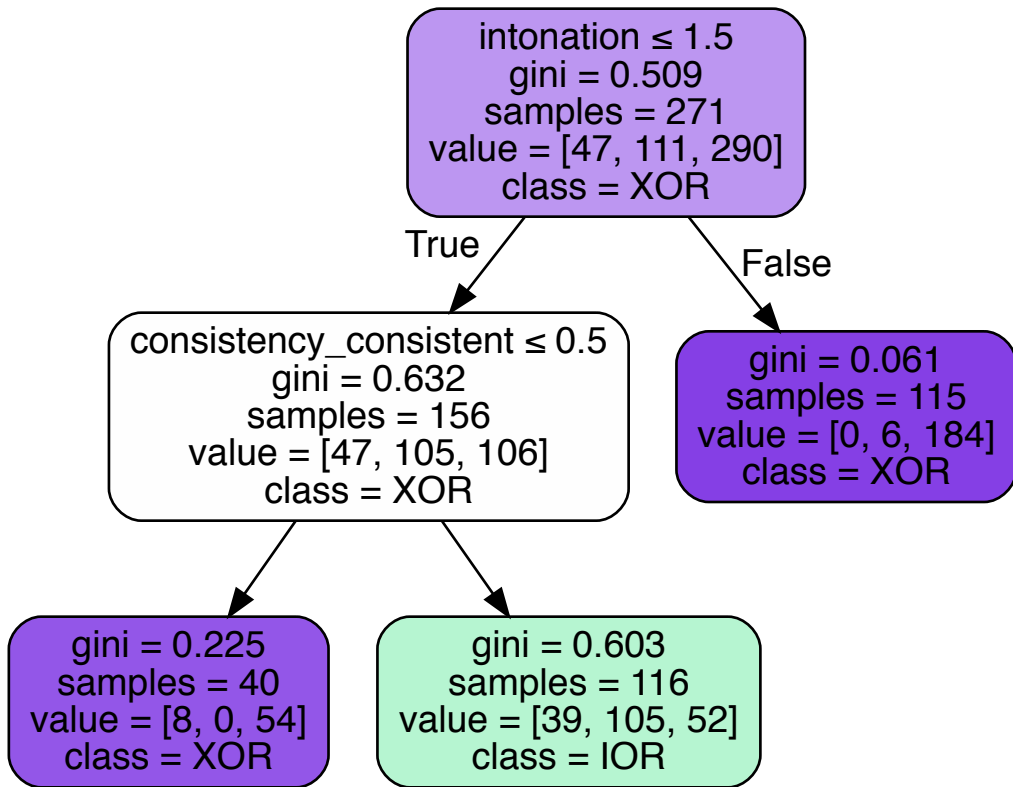 intonation ≤ 1.5
gini = 0.509
samples = 271
value = [47, 111, 290]
class = XOR
True
False
consistency_consistent ≤ 0.5
gini = 0.632
samples = 156
value = [47, 105, 106]
class = XOR
gini = 0.061
samples = 115
value = [0, 6, 184]
class = XOR
gini = 0.225
samples = 40
value = [8, 0, 54]
class = XOR
gini = 0.603
samples = 116
value = [39, 105, 52]
class = IOR